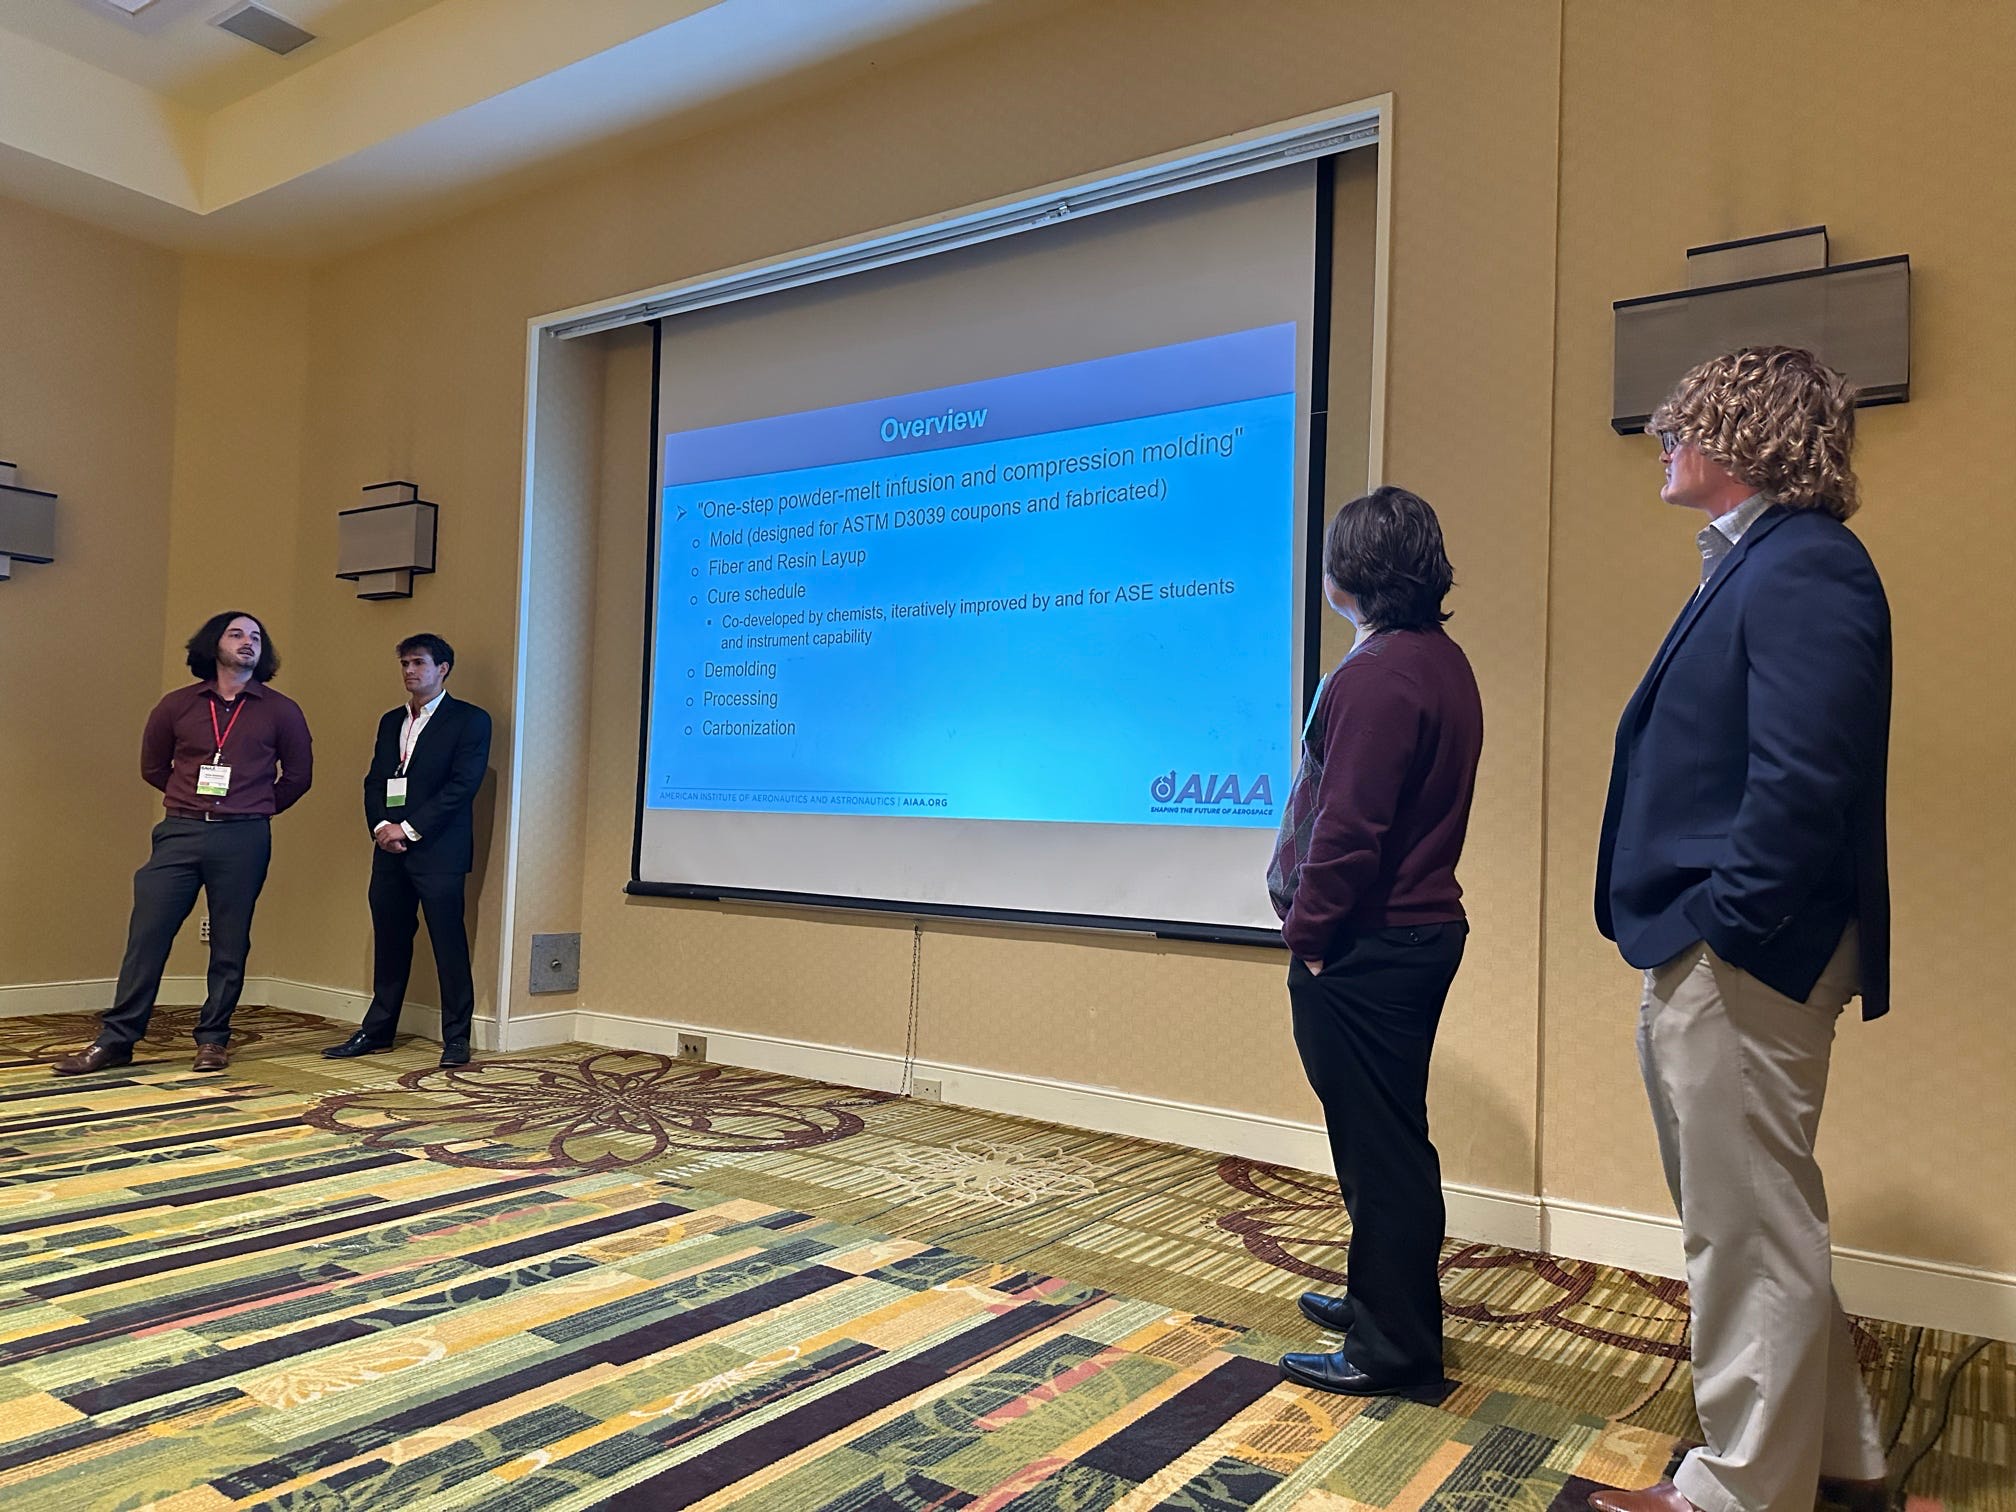 Overview
➢ "One-step powder-melt infusion and compression molding"
○ Mold (designed for ASTM D3039 coupons and fabricated)
○ Fiber and Resin Layup
○ Cure schedule
▪ Co-developed by chemists, iteratively improved by and for ASE students
and instrument capability
○ Demolding
○ Processing
○ Carbonization
7
AMERICAN INSTITUTE OF AERONAUTICS AND ASTRONAUTICS | AIAA.ORG
AIAA
SHAPING THE FUTURE OF AEROSPACE